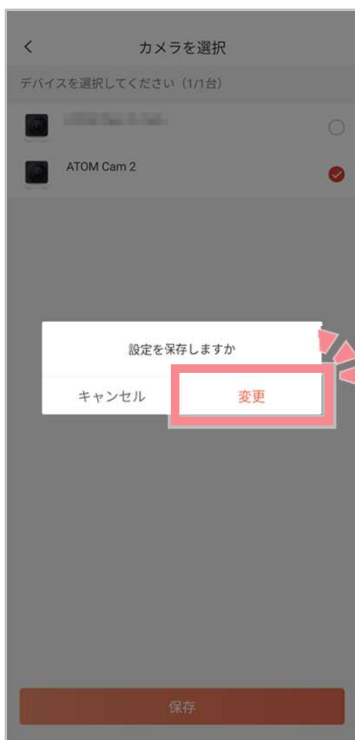 カメラを選択
デバイスを選択してください（1/1台）
ATOM Cam 2
設定を保存しますか
キャンセル
変更
保存